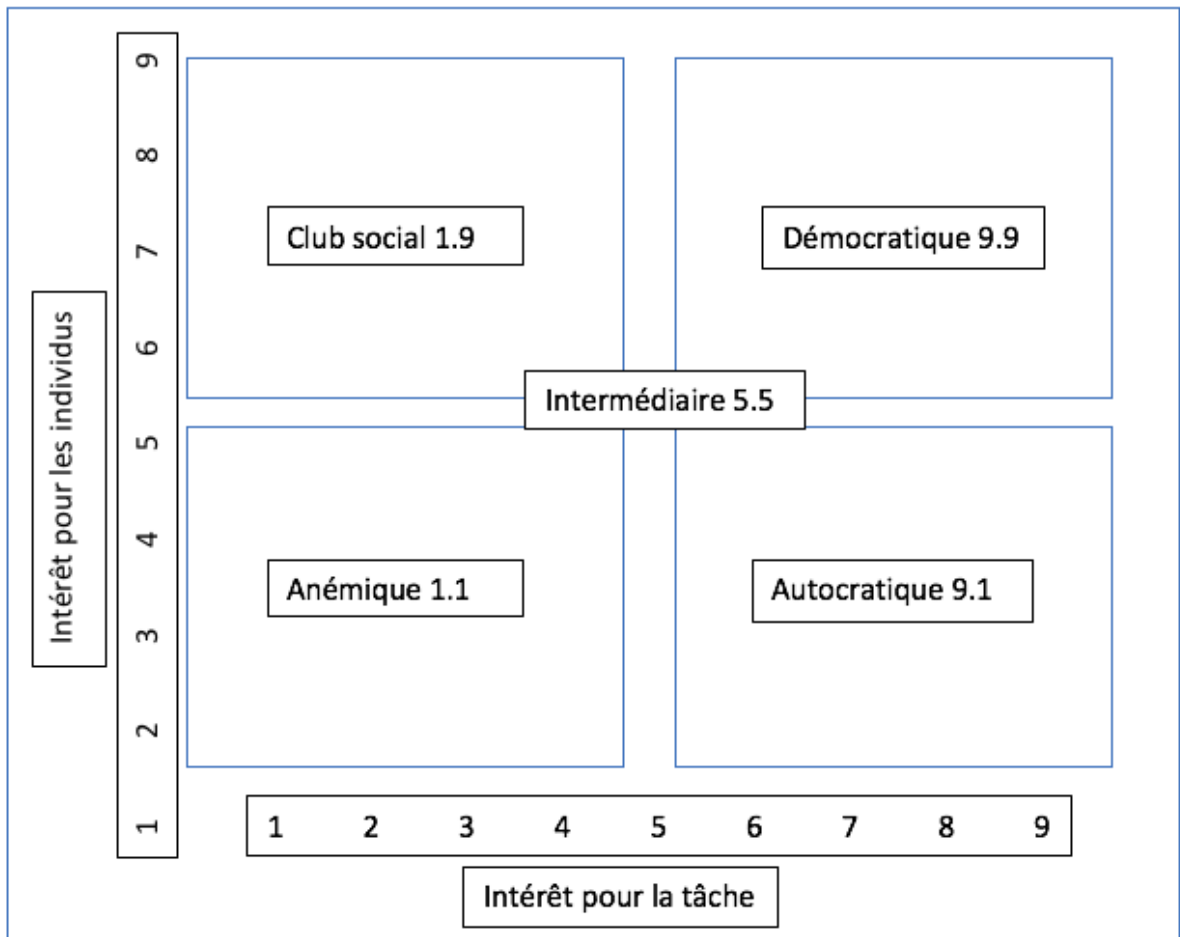 9
8
7
6
5
4
3
2
1
Intérêt pour les individus
Club social 1.9
Démocratique 9.9
Intermédiaire 5.5
Anémique 1.1
Autocratique 9.1
1 2 3 4 5 6 7 8 9
Intérêt pour la tâche